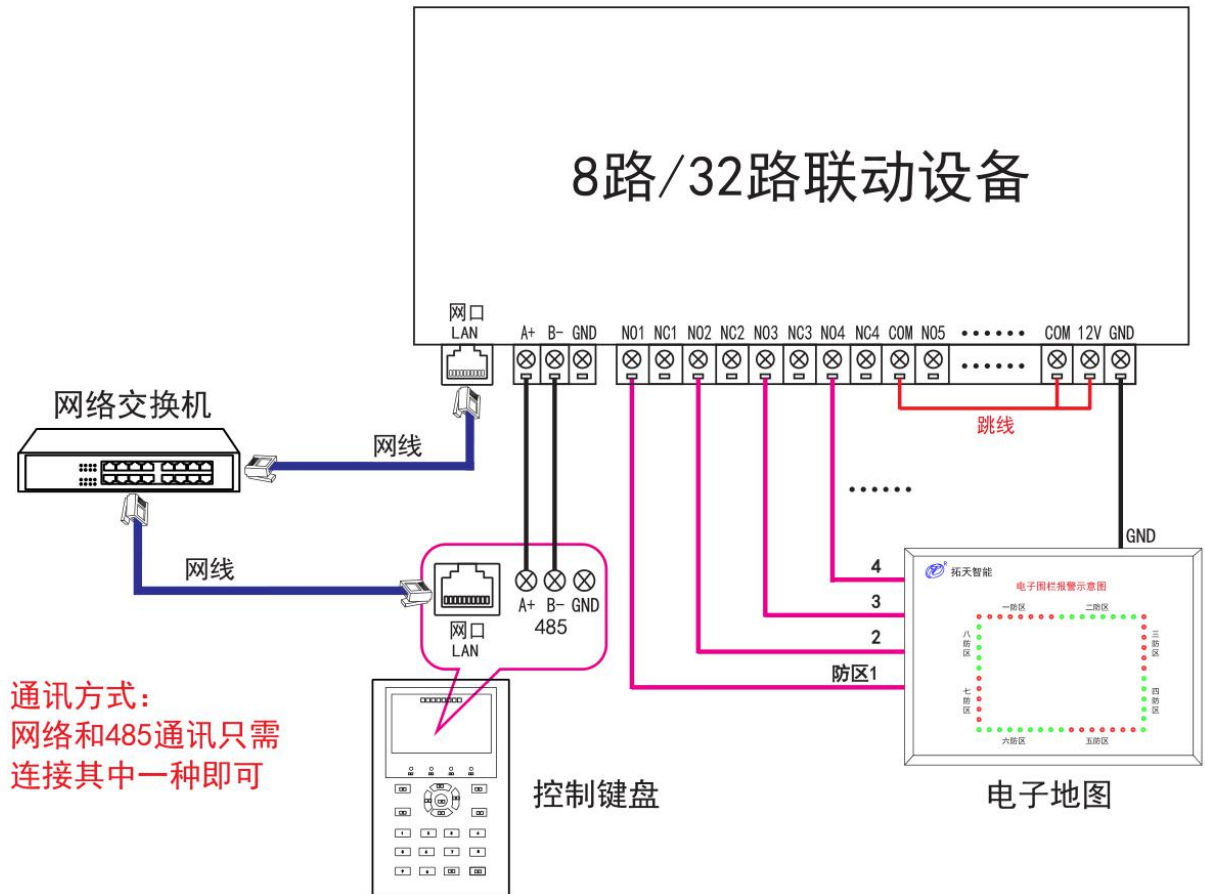 8路/32路联动设备
网口
LAN
A+ B- GND
NO1 NC1 NO2 NC2 NO3 NC3 NO4 NC4 COM NO5 ······ COM 12V GND
······
跳线
网络交换机
网线
网线
······
GND
4
3
2
防区1
网口
LAN
A+ B- GND
485
拓天智能
电子围栏报警示意图
一防区 二防区
八防区
三防区
七防区
四防区
六防区 五防区
通讯方式：
网络和485通讯只需
连接其中一种即可
控制键盘
电子地图